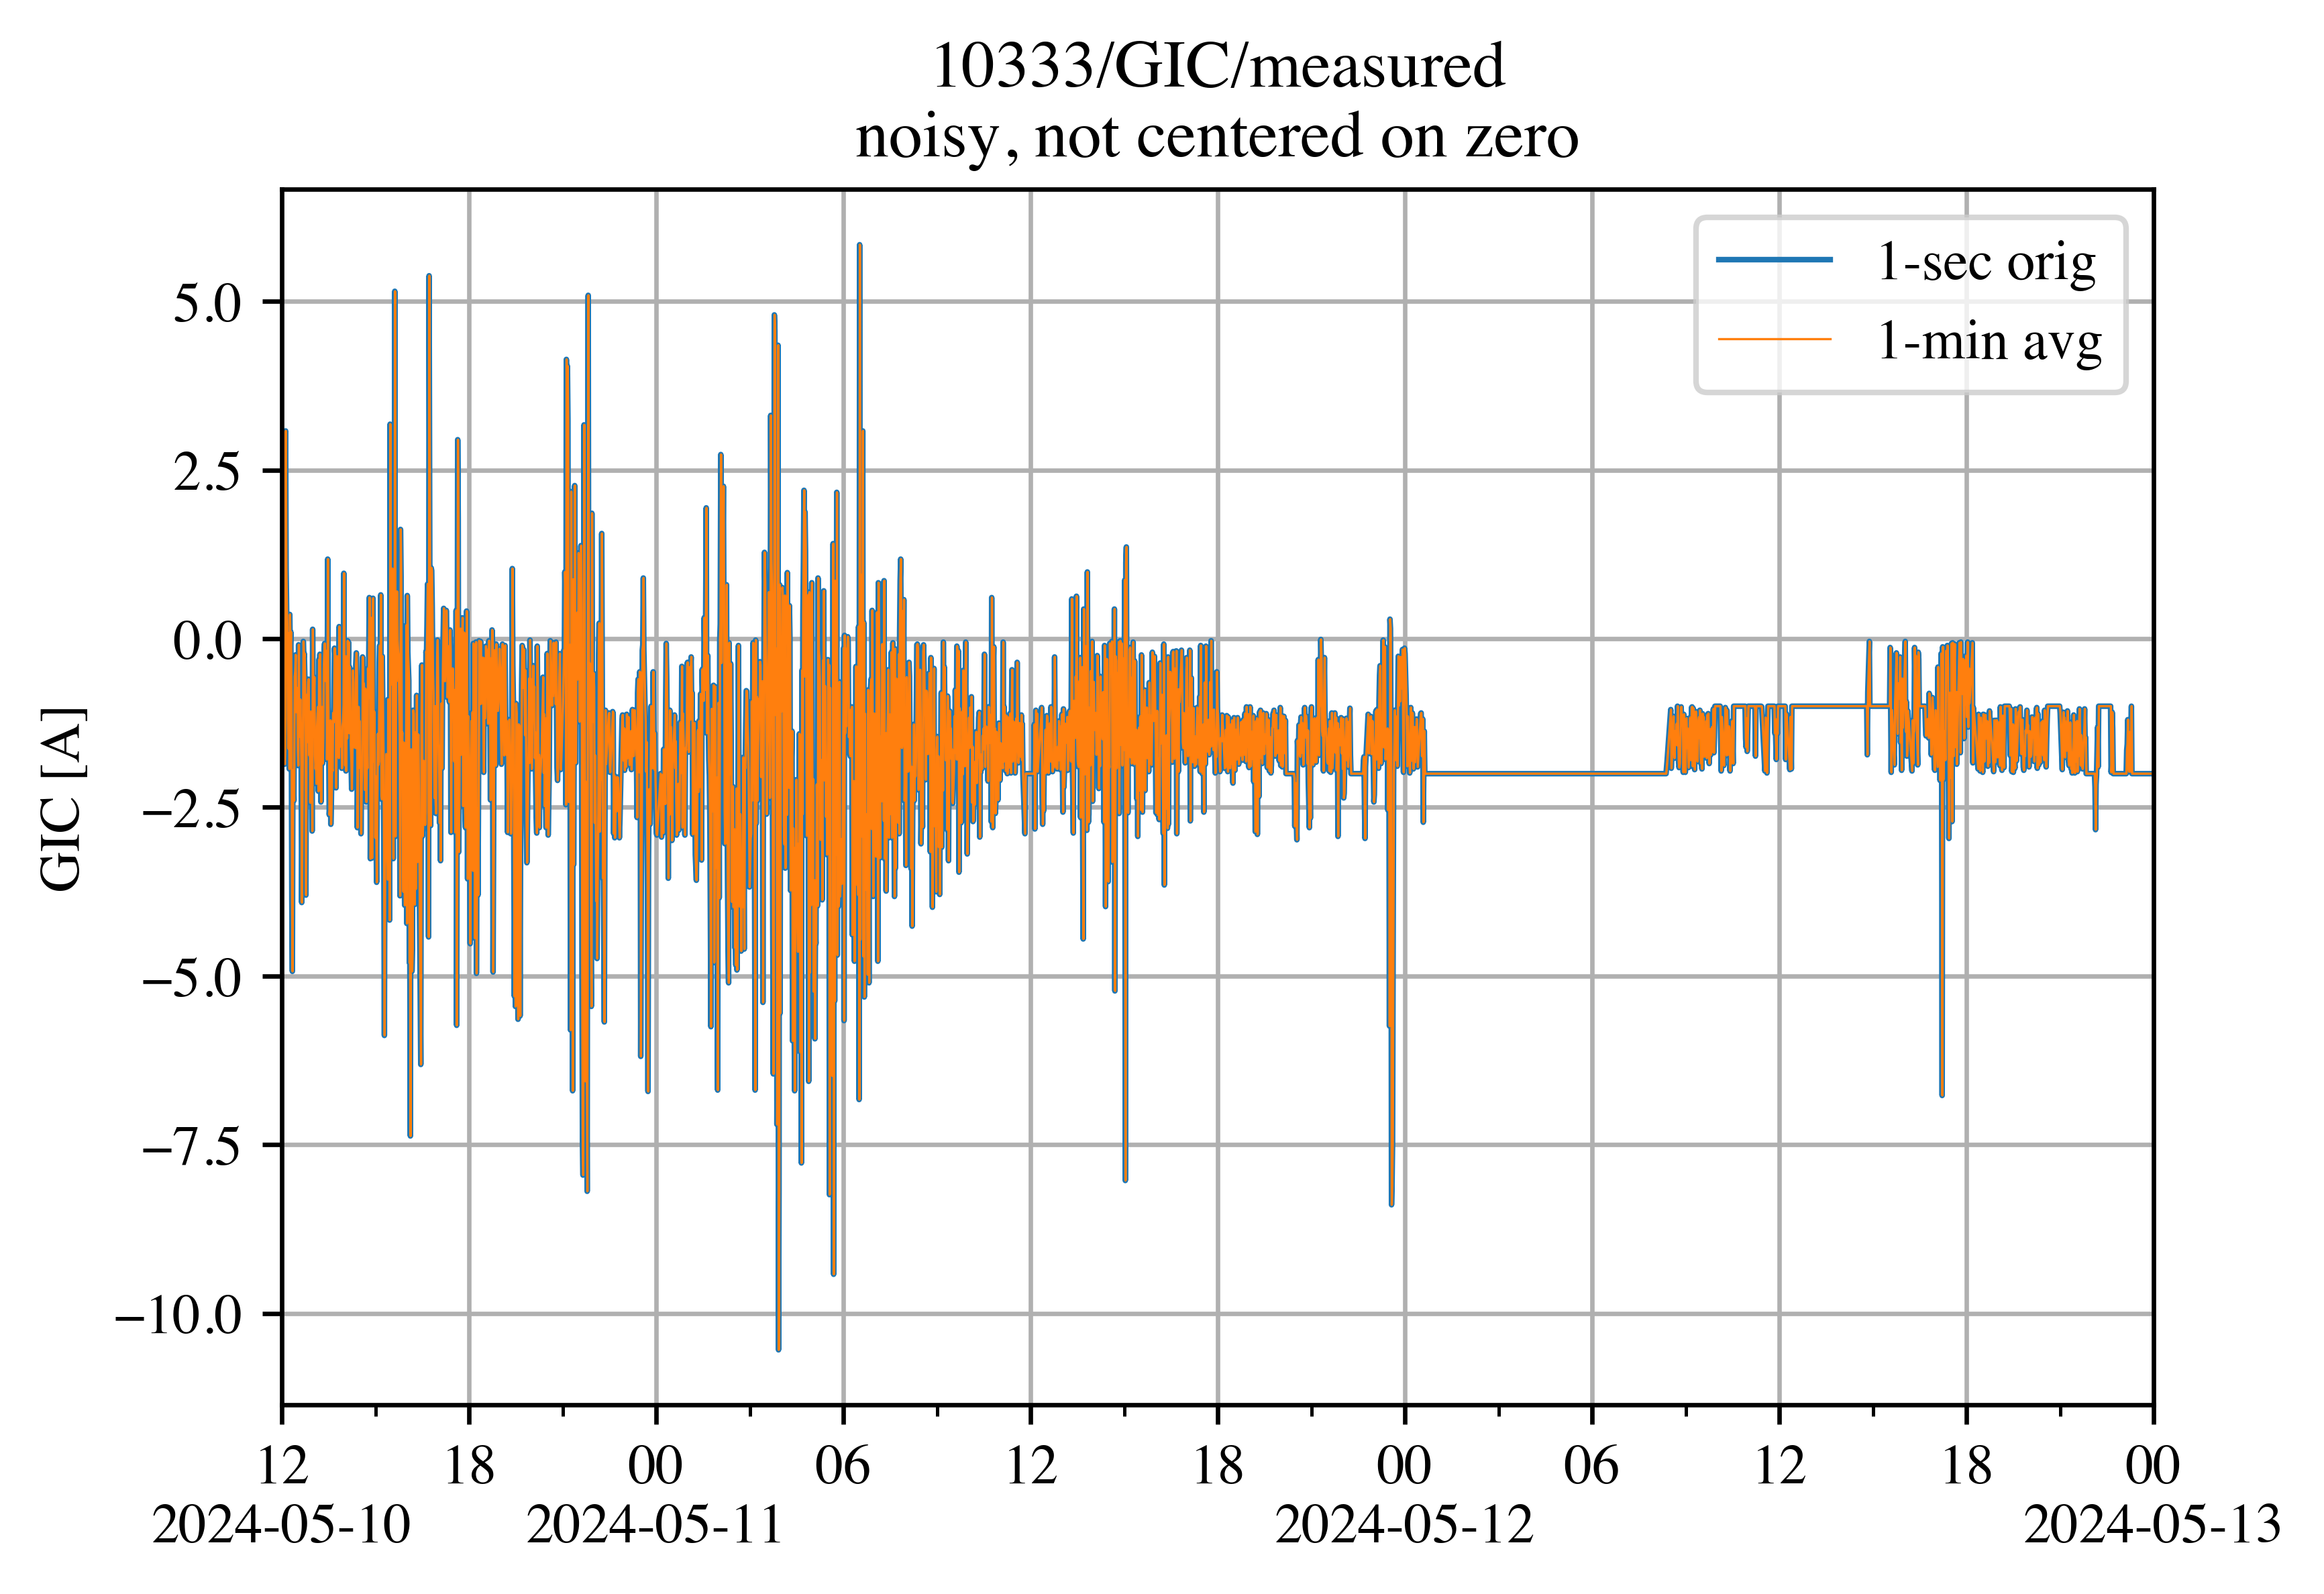 10333/GIC/measured
noisy, not centered on zero
1-sec orig
1-min avg
5.0
2.5
0.0
−2.5
−5.0
−7.5
−10.0
GIC [A]
12 18 00 06 12 18 00 06 12 18 00
2024-05-10 2024-05-11 2024-05-12 2024-05-13